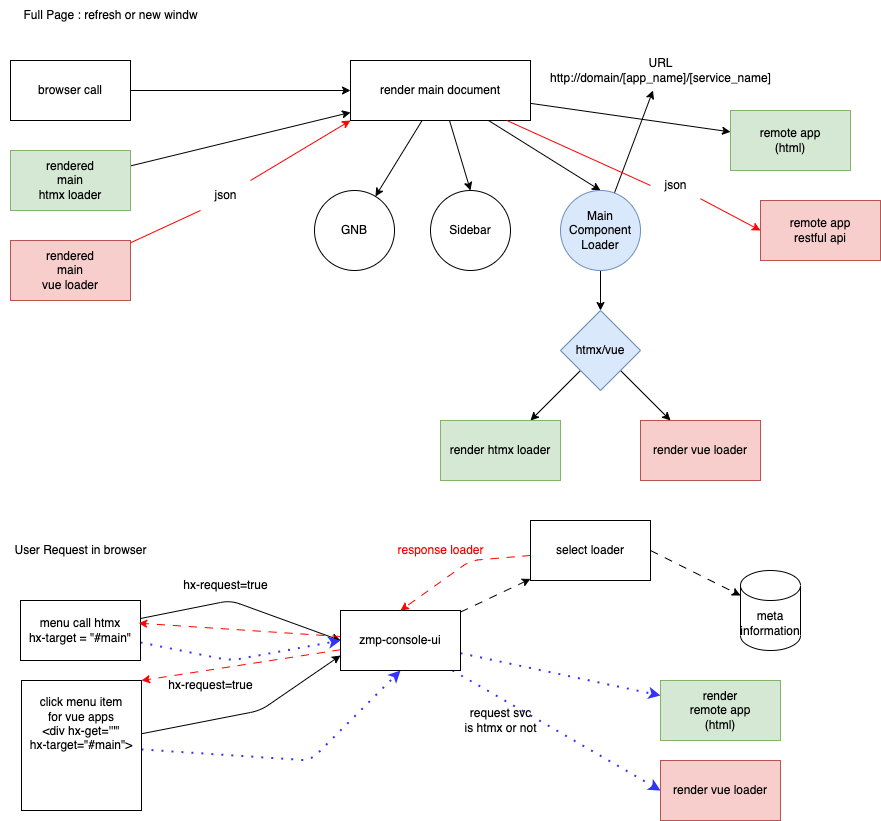 Full Page : refresh or new windw
URL
http://domain/[app_name]/[service_name]
browser call
render main document
remote app
(html)
rendered
main
htmx loader
json
json
GNB
Sidebar
Main
Component
Loader
remote app
restful api
rendered
main
vue loader
htmx/vue
render htmx loader
render vue loader
User Request in browser
response loader
select loader
hx-request=true
menu call htmx
hx-target = "#main"
zmp-console-ui
meta
information
hx-request=true
click menu item
for vue apps
<div hx-get="""
hx-target="#main">
request svc
is htmx or not
render
remote app
(html)
render vue loader